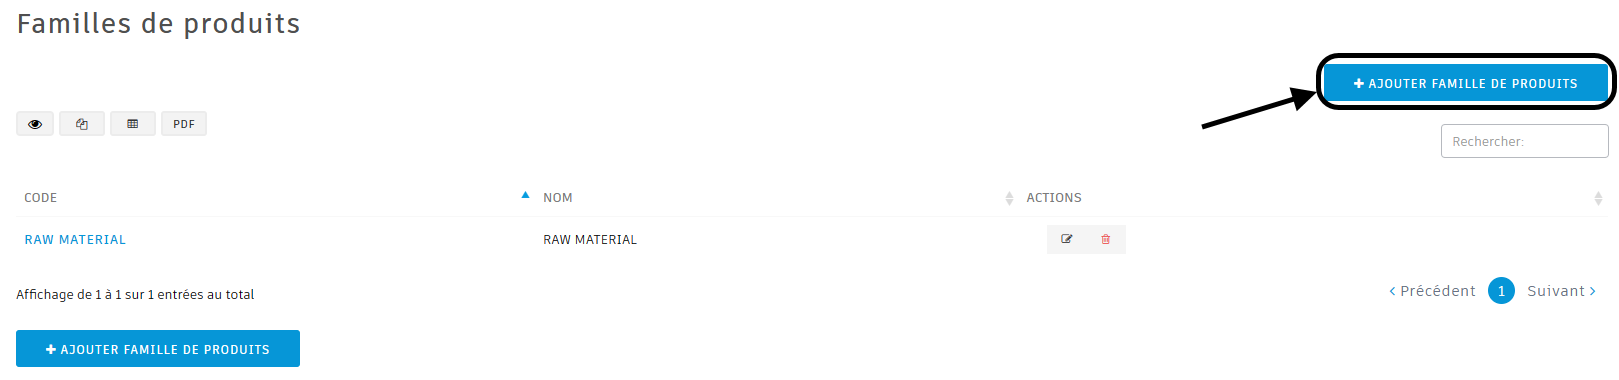 Familles de produits
AJOUTER FAMILLE DE PRODUITS
PDF
Rechercher:
CODE NOM ACTIONS
RAW MATERIAL RAW MATERIAL
Affichage de 1 à 1 sur 1 entrées au total
Précédent 1 Suivant
AJOUTER FAMILLE DE PRODUITS